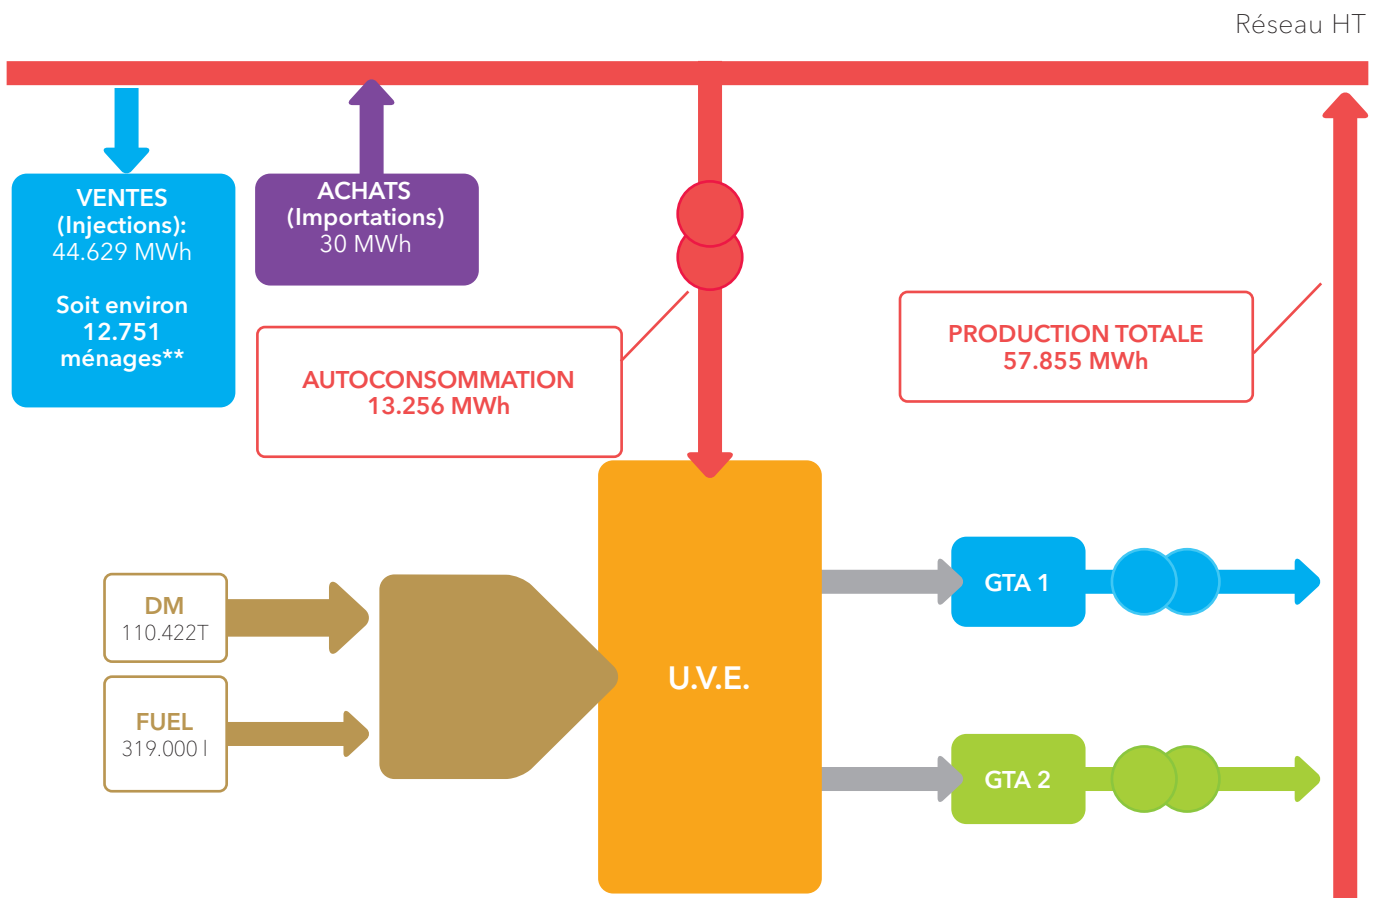 Réseau HT
VENTES
(Injections):
44.629 MWh
Soit environ
12.751
ménages**
ACHATS
(Importations)
30 MWh
AUTOCONSOMMATION
13.256 MWh
PRODUCTION TOTALE
57.855 MWh
DM
110.422T
FUEL
319.000 l
U.V.E.
GTA 1
GTA 2